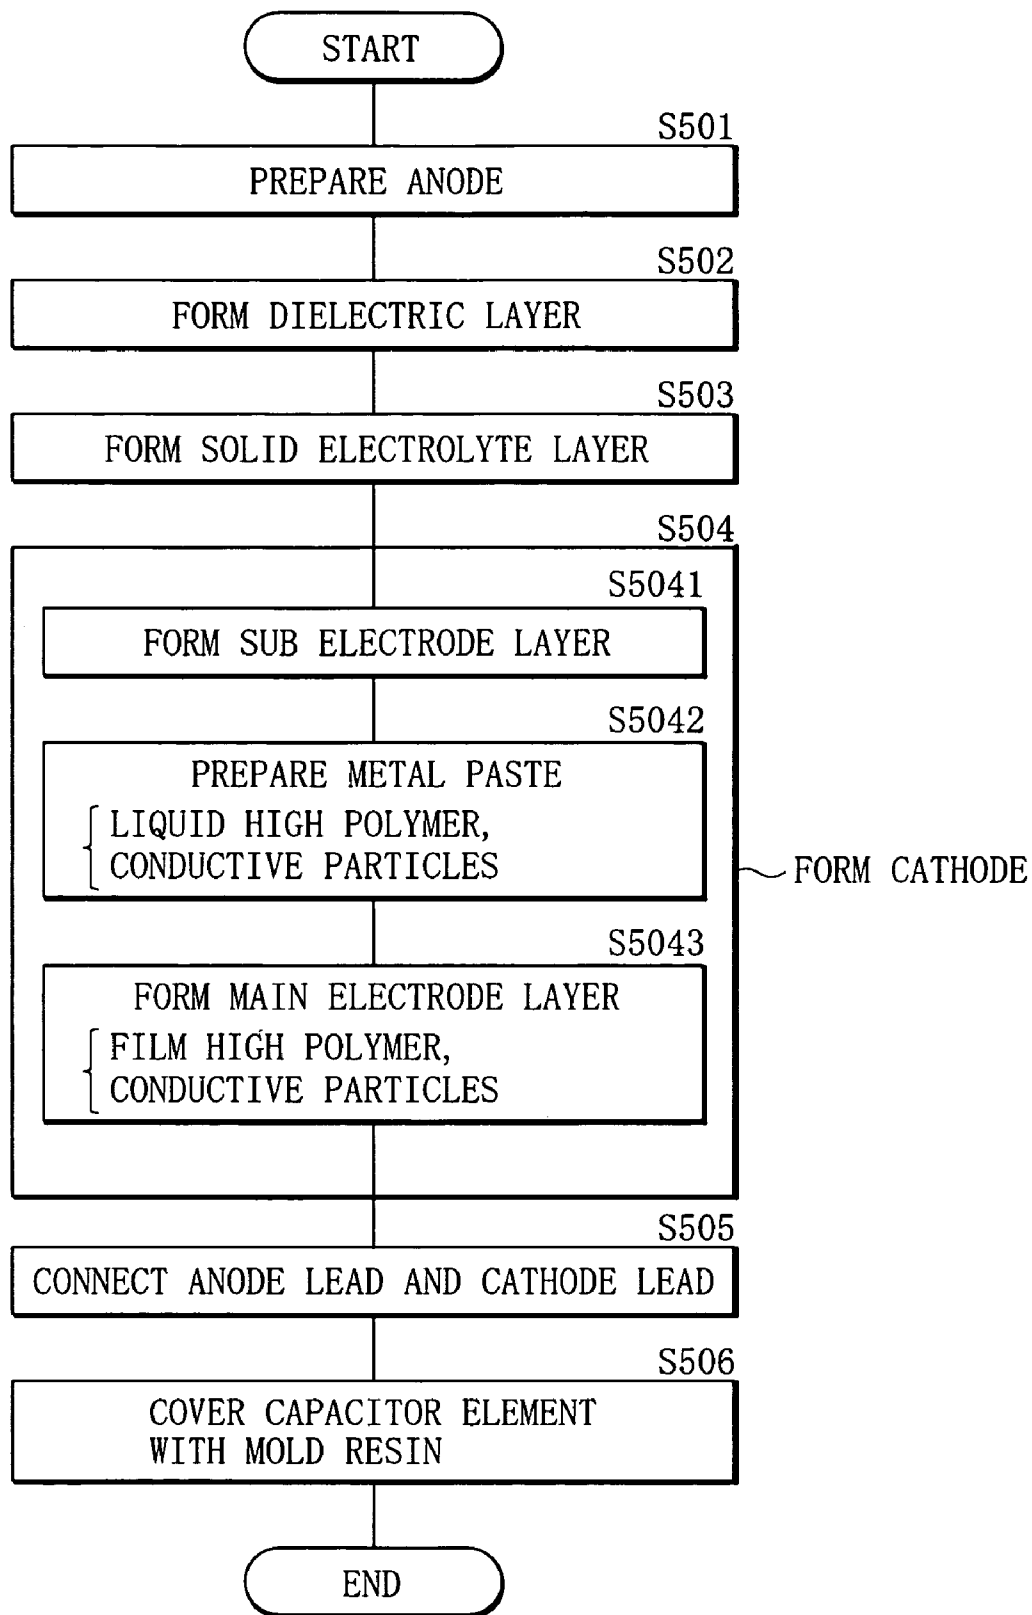 START
S501
PREPARE ANODE
S502
FORM DIELECTRIC LAYER
S503
FORM SOLID ELECTROLYTE LAYER
S504
S5041
FORM SUB ELECTRODE LAYER
S5042
PREPARE METAL PASTE
LIQUID HIGH POLYMER,
CONDUCTIVE PARTICLES
FORM CATHODE
S5043
FORM MAIN ELECTRODE LAYER
FILM HIGH POLYMER,
CONDUCTIVE PARTICLES
S505
CONNECT ANODE LEAD AND CATHODE LEAD
S506
COVER CAPACITOR ELEMENT
WITH MOLD RESIN
END